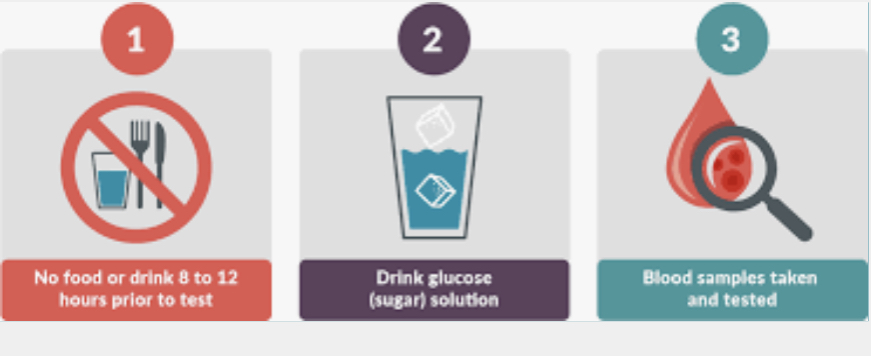 1
No food or drink 8 to 12
hours prior to test
2
Drink glucose
(sugar) solution
3
Blood samples taken
and tested